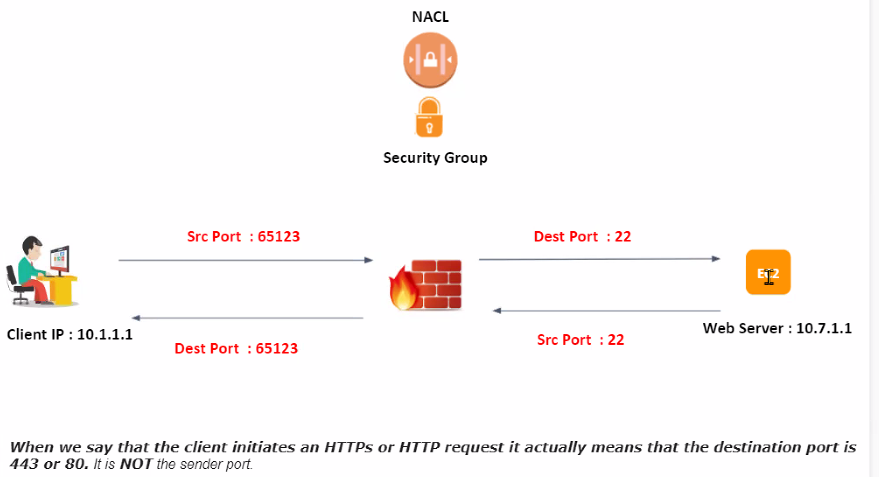 NACL
Security Group
Src Port : 65123
Dest Port : 22
Client IP : 10.1.1.1
Dest Port : 65123
Src Port : 22
Web Server : 10.7.1.1
When we say that the client initiates an HTTPs or HTTP request it actually means that the destination port is
443 or 80. It is NOT the sender port.